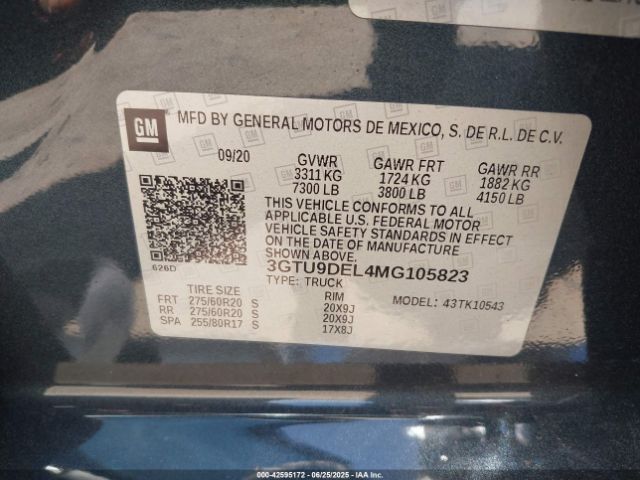 GM
MFD BY GENERAL MOTORS DE MEXICO, S. DE R.L. DE C.V.
09/20 GVWR GAWR FRT GAWR RR
3311 KG 1724 KG 1882 KG
7300 LB 3800 LB 4150 LB
THIS VEHICLE CONFORMS TO ALL
APPLICABLE U.S. FEDERAL MOTOR
VEHICLE SAFETY STANDARDS IN EFFECT
ON THE DATE OF MANUFACTURE
SHOWN ABOVE.
626D
3GTU9DEL4MG105823
TYPE: TRUCK
TIRE SIZE RIM MODEL: 43TK10543
FRT 275/60R20 S 20X9J
RR 275/60R20 S 20X9J
SPA 255/80R17 S 17X8J
000-42595172 - 06/25/2025 - IAA Inc.